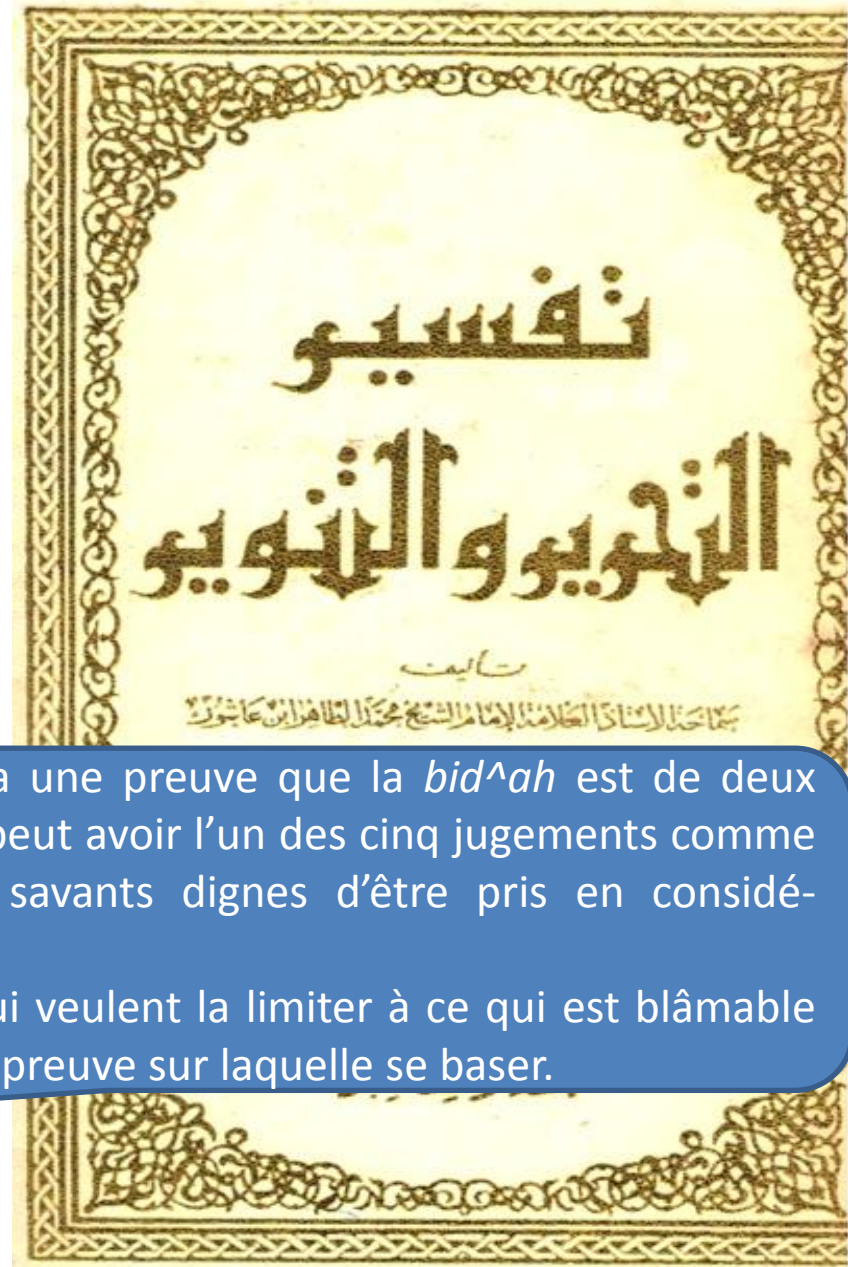 تفسير
التحرير والتنوير
تأليف
سماحة الأستاذ العلامة الإمام الشيخ محمد الطاهر ابن عاشور
a une preuve que la bid^ah est de deux
peut avoir l’un des cinq jugements comme
savants dignes d’être pris en considé-
ui veulent la limiter à ce qui est blâmable
preuve sur laquelle se baser.